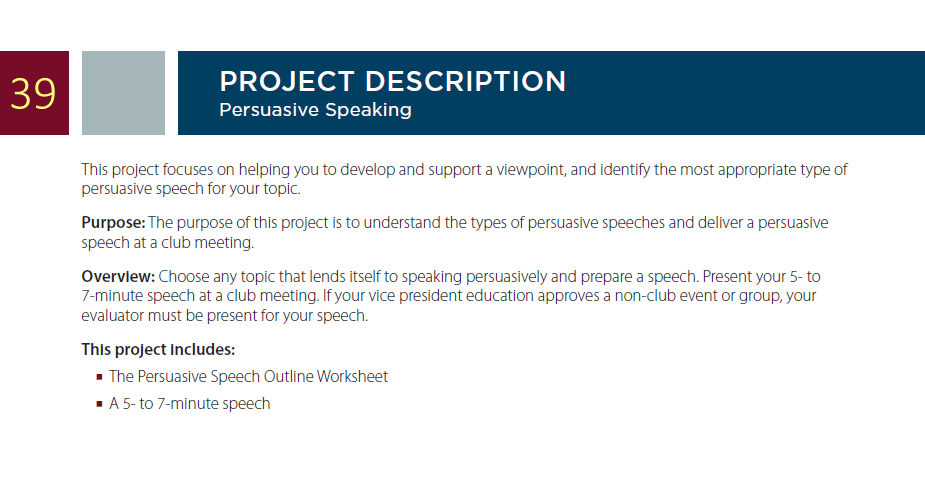 39
PROJECT DESCRIPTION
Persuasive Speaking
This project focuses on helping you to develop and support a viewpoint, and identify the most appropriate type of
persuasive speech for your topic.
Purpose: The purpose of this project is to understand the types of persuasive speeches and deliver a persuasive
speech at a club meeting.
Overview: Choose any topic that lends itself to speaking persuasively and prepare a speech. Present your 5- to
7-minute speech at a club meeting. If your vice president education approves a non-club event or group, your
evaluator must be present for your speech.
This project includes:
▪ The Persuasive Speech Outline Worksheet
▪ A 5- to 7-minute speech